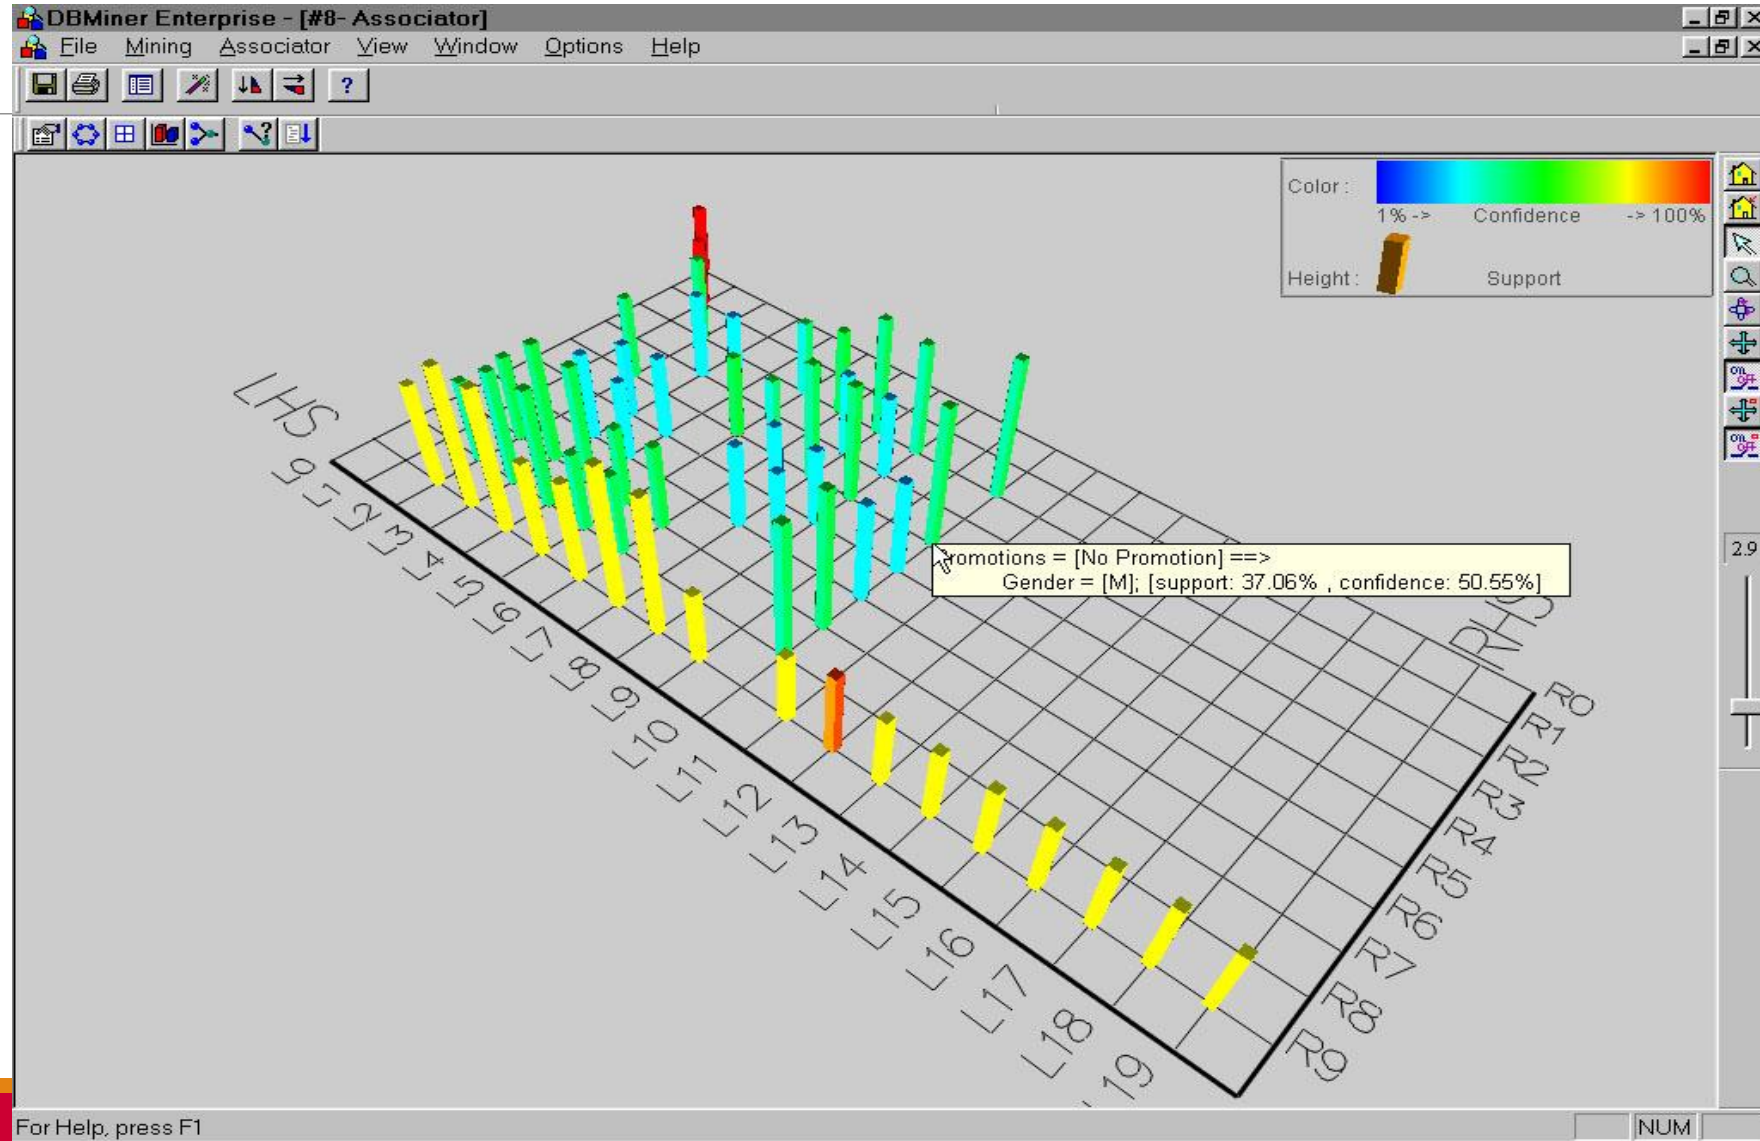 DBMiner Enterprise - [#8- Associator]
File Mining Associator View Window Options Help
?
Color :
1% -> Confidence -> 100%
Height : Support
2.9
LHS
0
L1
L2
L3
L4
L5
L6
L7
L8
L9
L10
L11
L12
L13
L14
L15
L16
L17
L18
19
RHS
R0
R1
R2
R3
R4
R5
R6
R7
R8
R9
romotions = [No Promotion] ==>
Gender = [M]; [support: 37.06% , confidence: 50.55%]
For Help, press F1
NUM